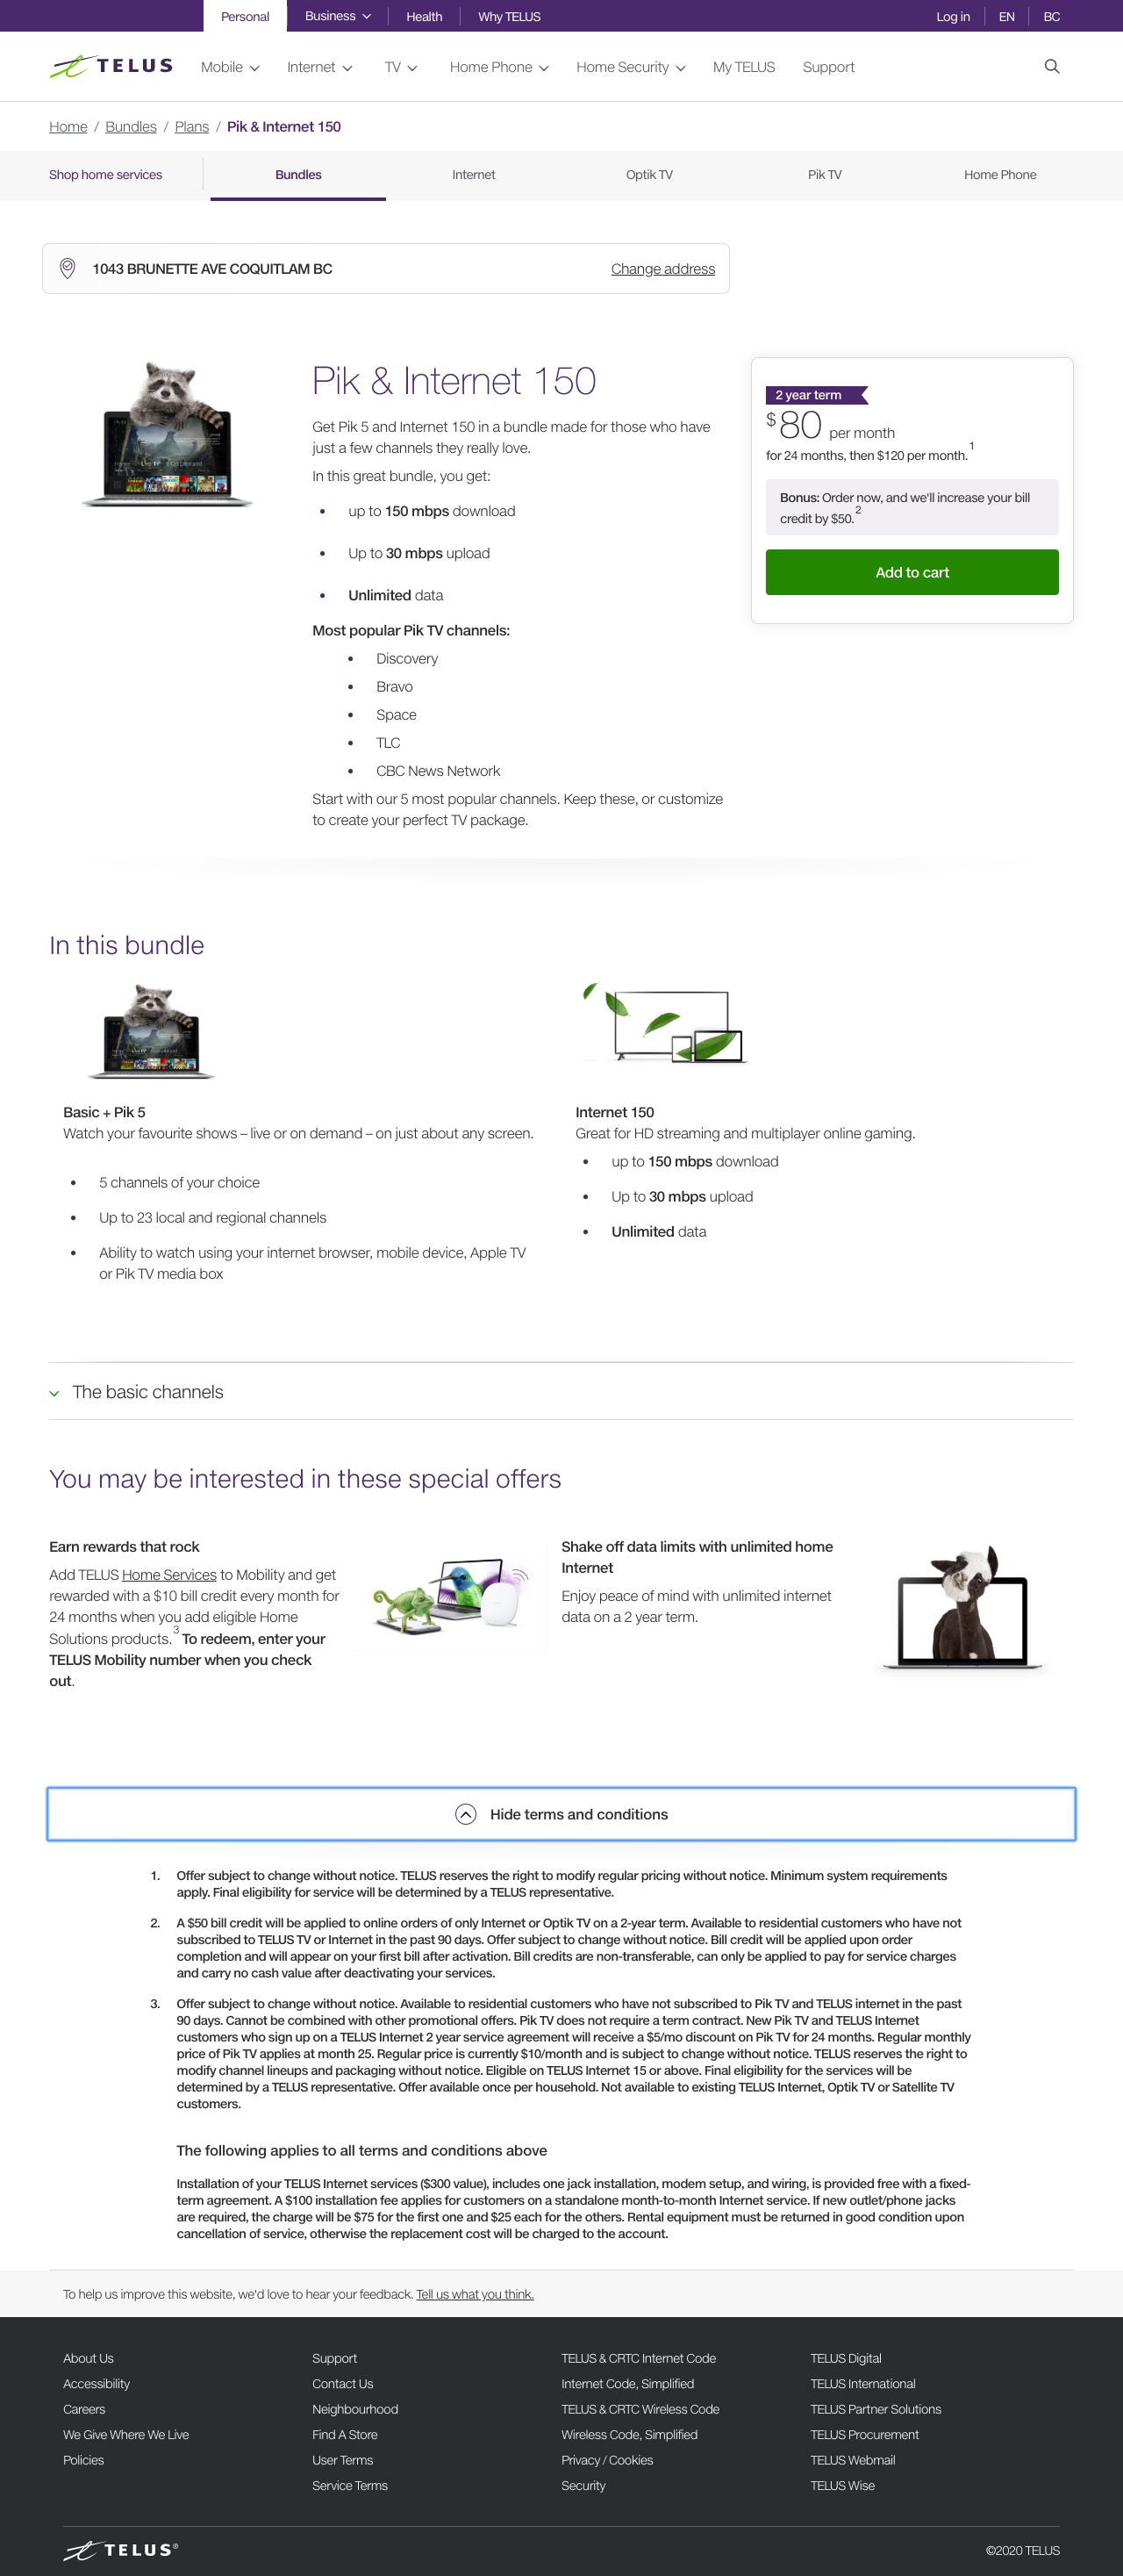 Personal Business Health Why TELUS Log in EN BC
TELUS Mobile Internet TV Home Phone Home Security My TELUS Support
Home / Bundles / Plans / Pik & Internet 150
Shop home services Bundles Internet Optik TV Pik TV Home Phone
1043 BRUNETTE AVE COQUITLAM BC Change address
Pik & Internet 150
Get Pik 5 and Internet 150 in a bundle made for those who have
just a few channels they really love.
In this great bundle, you get:
• up to 150 mbps download
• Up to 30 mbps upload
• Unlimited data
Most popular Pik TV channels:
• Discovery
• Bravo
• Space
• TLC
• CBC News Network
Start with our 5 most popular channels. Keep these, or customize
to create your perfect TV package.
2 year term
$80 per month
for 24 months, then $120 per month.1
Bonus: Order now, and we'll increase your bill
credit by $50.2
Add to cart
In this bundle
Basic + Pik 5
Watch your favourite shows – live or on demand – on just about any screen.
• 5 channels of your choice
• Up to 23 local and regional channels
• Ability to watch using your internet browser, mobile device, Apple TV
or Pik TV media box
Internet 150
Great for HD streaming and multiplayer online gaming.
• up to 150 mbps download
• Up to 30 mbps upload
• Unlimited data
The basic channels
You may be interested in these special offers
Earn rewards that rock
Add TELUS Home Services to Mobility and get
rewarded with a $10 bill credit every month for
24 months when you add eligible Home
Solutions products.3 To redeem, enter your
TELUS Mobility number when you check
out.
Shake off data limits with unlimited home
Internet
Enjoy peace of mind with unlimited internet
data on a 2 year term.
Hide terms and conditions
1. Offer subject to change without notice. TELUS reserves the right to modify regular pricing without notice. Minimum system requirements
apply. Final eligibility for service will be determined by a TELUS representative.
2. A $50 bill credit will be applied to online orders of only Internet or Optik TV on a 2-year term. Available to residential customers who have not
subscribed to TELUS TV or Internet in the past 90 days. Offer subject to change without notice. Bill credit will be applied upon order
completion and will appear on your first bill after activation. Bill credits are non-transferable, can only be applied to pay for service charges
and carry no cash value after deactivating your services.
3. Offer subject to change without notice. Available to residential customers who have not subscribed to Pik TV and TELUS internet in the past
90 days. Cannot be combined with other promotional offers. Pik TV does not require a term contract. New Pik TV and TELUS Internet
customers who sign up on a TELUS Internet 2 year service agreement will receive a $5/mo discount on Pik TV for 24 months. Regular monthly
price of Pik TV applies at month 25. Regular price is currently $10/month and is subject to change without notice. TELUS reserves the right to
modify channel lineups and packaging without notice. Eligible on TELUS Internet 15 or above. Final eligibility for the services will be
determined by a TELUS representative. Offer available once per household. Not available to existing TELUS Internet, Optik TV or Satellite TV
customers.
The following applies to all terms and conditions above
Installation of your TELUS Internet services ($300 value), includes one jack installation, modem setup, and wiring, is provided free with a fixed-
term agreement. A $100 installation fee applies for customers on a standalone month-to-month Internet service. If new outlet/phone jacks
are required, the charge will be $75 for the first one and $25 each for the others. Rental equipment must be returned in good condition upon
cancellation of service, otherwise the replacement cost will be charged to the account.
To help us improve this website, we'd love to hear your feedback. Tell us what you think.
About Us
Accessibility
Careers
We Give Where We Live
Policies
Support
Contact Us
Neighbourhood
Find A Store
User Terms
Service Terms
TELUS & CRTC Internet Code
Internet Code, Simplified
TELUS & CRTC Wireless Code
Wireless Code, Simplified
Privacy / Cookies
Security
TELUS Digital
TELUS International
TELUS Partner Solutions
TELUS Procurement
TELUS Webmail
TELUS Wise
TELUS® ©2020 TELUS